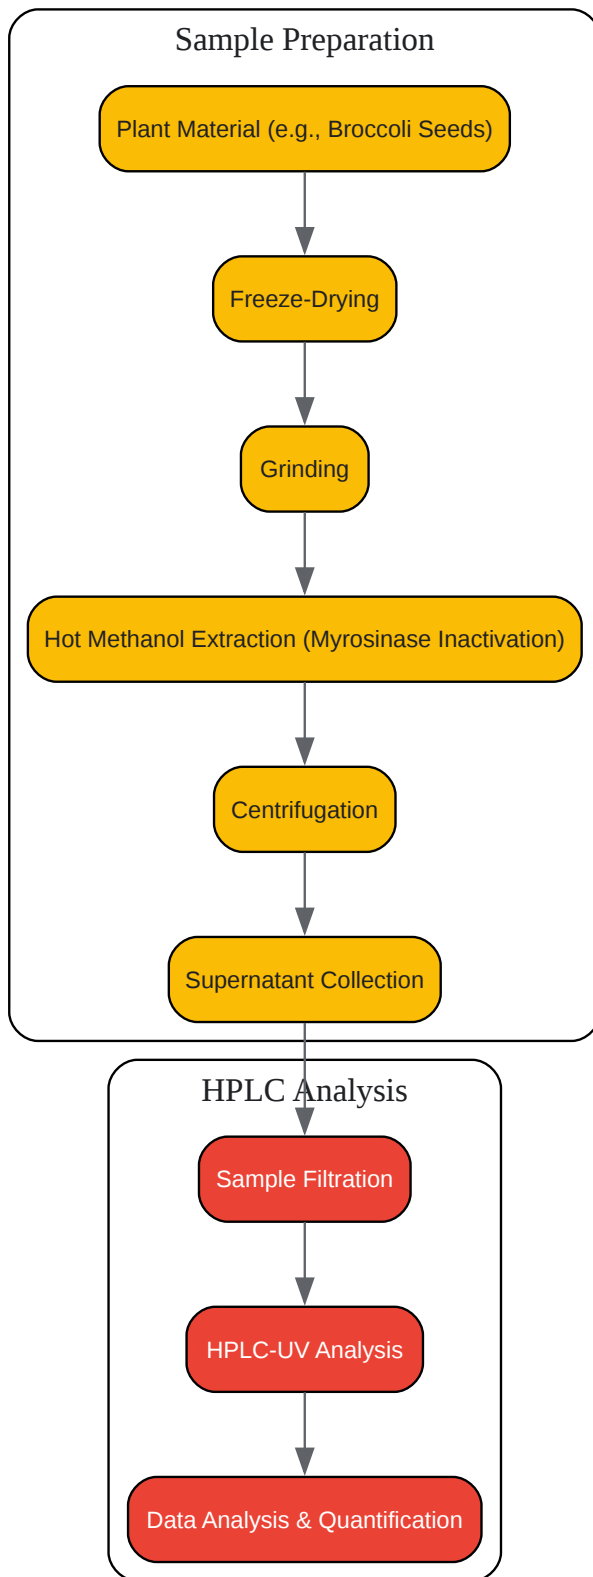 Sample Preparation
Plant Material (e.g., Broccoli Seeds)
Freeze-Drying
Grinding
Hot Methanol Extraction (Myrosinase Inactivation)
Centrifugation
Supernatant Collection
HPLC Analysis
Sample Filtration
HPLC-UV Analysis
Data Analysis & Quantification